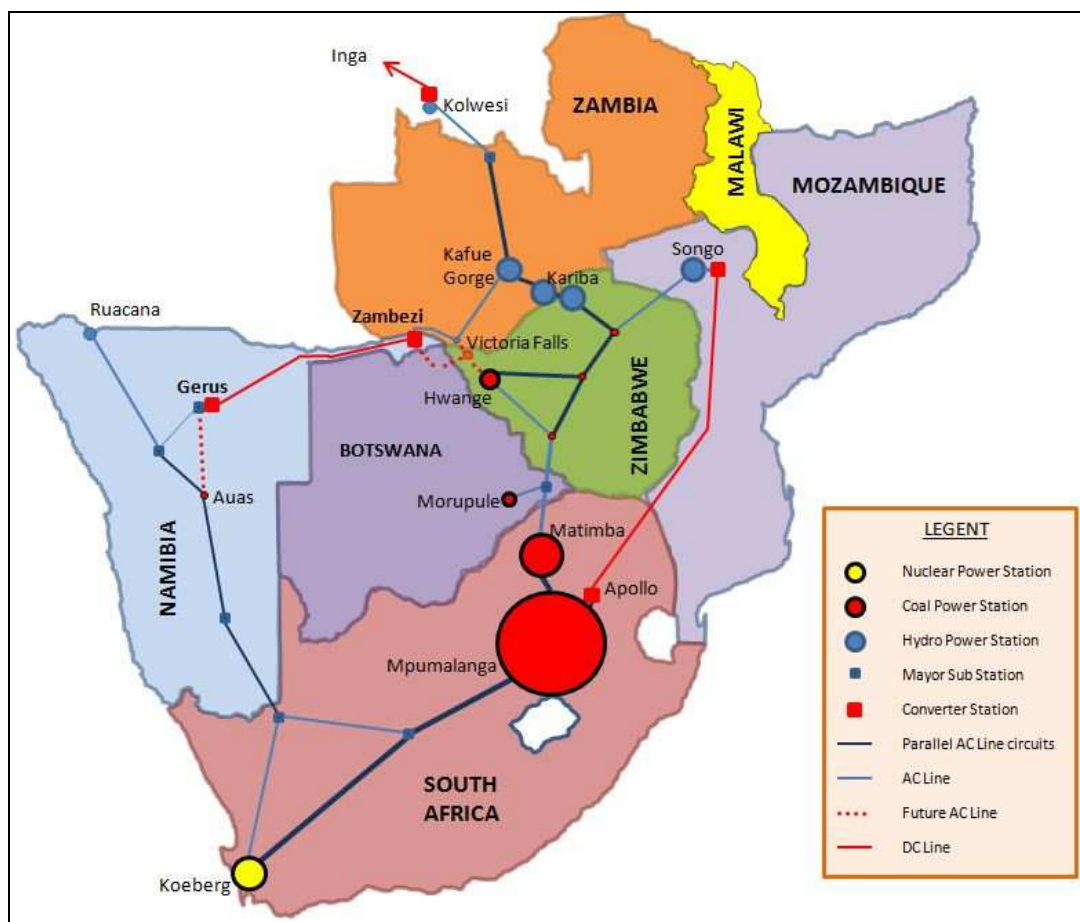 Inga
Kolwesi
ZAMBIA
MALAWI
MOZAMBIQUE
Kafue
Gorge
Kariba
Songo
Ruacana
Zambezi
Victoria Falls
Gerus
Hwange
ZIMBABWE
BOTSWANA
Auas
Morupule
NAMIBIA
Matimba
Apollo
Mpumalanga
SOUTH
AFRICA
Koeberg
LEGENT
Nuclear Power Station
Coal Power Station
Hydro Power Station
Mayor Sub Station
Converter Station
Parallel AC Line circuits
AC Line
Future AC Line
DC Line